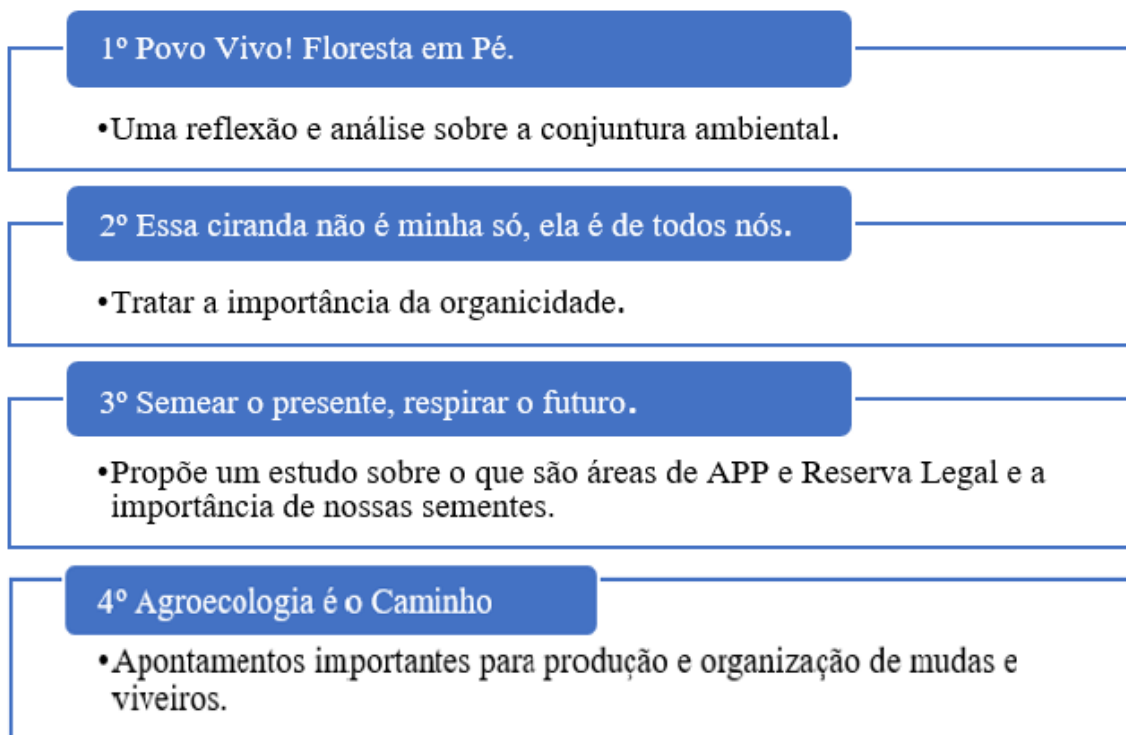 1º Povo Vivo! Floresta em Pé.
•Uma reflexão e análise sobre a conjuntura ambiental.
2º Essa ciranda não é minha só, ela é de todos nós.
•Tratar a importância da organicidade.
3º Semear o presente, respirar o futuro.
•Propõe um estudo sobre o que são áreas de APP e Reserva Legal e a
importância de nossas sementes.
4º Agroecologia é o Caminho
•Apontamentos importantes para produção e organização de mudas e
viveiros.